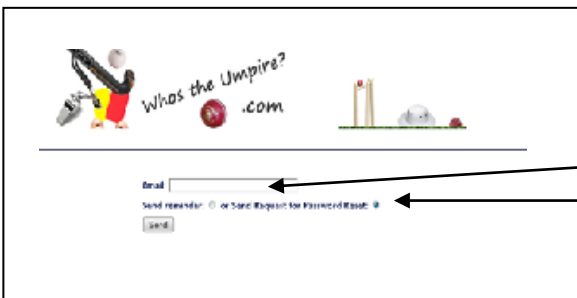 Whos the Umpire?
.com
Email
Send reminder: or Send Request for Password Reset:
Send